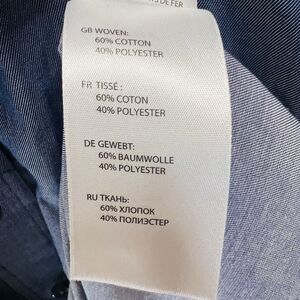 DE FER
GB WOVEN:
60% COTTON
40% POLYESTER
FR TISSÉ :
60% COTON
40% POLYESTER
DE GEWEBT:
60% BAUMWOLLE
40% POLYESTER
RU ТКАНЬ:
60% ХЛОПОК
40% ПОЛИЭСТЕР